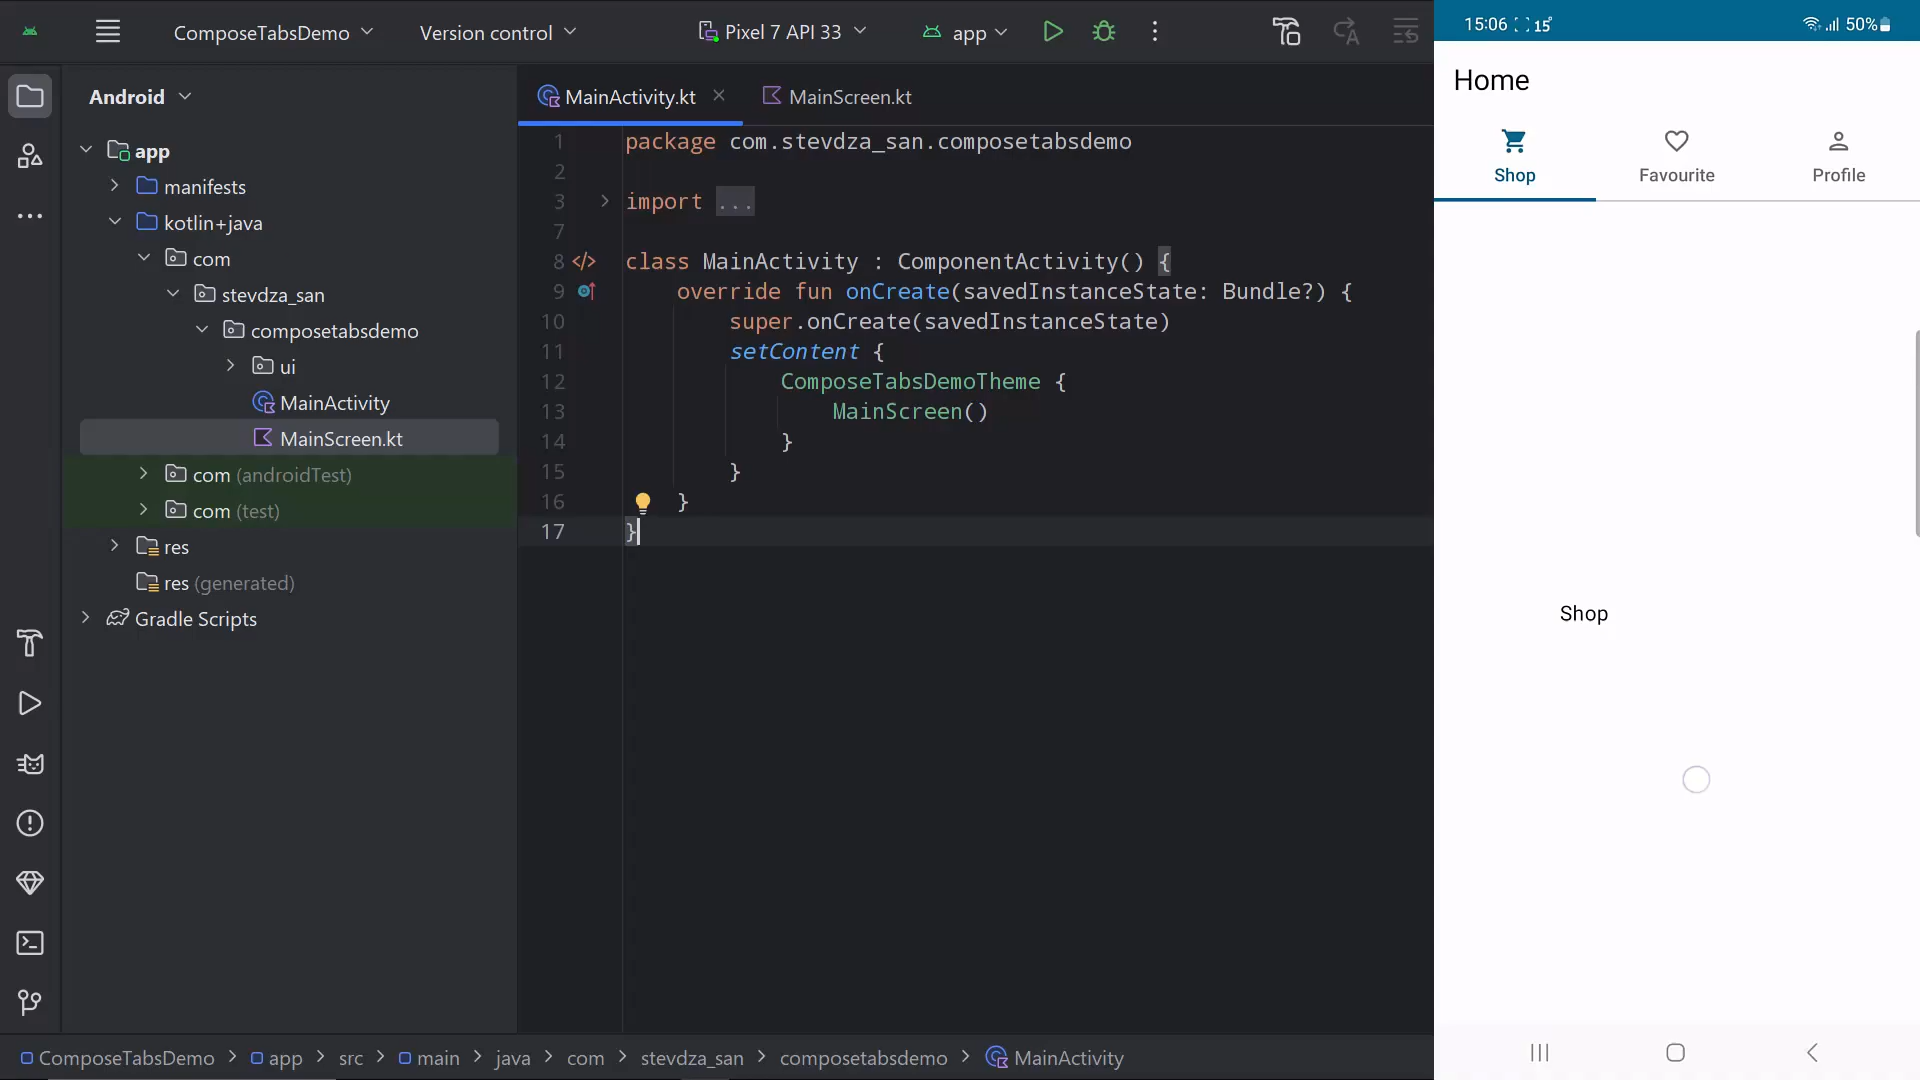 ComposeTabsDemo
Version control
Pixel 7 API 33
app
Android
app
manifests
kotlin+java
com
stevdza_san
composetabsdemo
ui
MainActivity
MainScreen.kt
com (androidTest)
com (test)
res
res (generated)
Gradle Scripts
MainActivity.kt
MainScreen.kt
1 package com.stevdza_san.composetabsdemo
2
3 import ...
7
8 class MainActivity : ComponentActivity() {
9 override fun onCreate(savedInstanceState: Bundle?) {
10 super.onCreate(savedInstanceState)
11 setContent {
12 ComposeTabsDemoTheme {
13 MainScreen()
14 }
15 }
16 }
17 }
ComposeTabsDemo > app > src > main > java > com > stevdza_san > composetabsdemo > MainActivity
15:06 15 50%
Home
Shop Favourite Profile
Shop